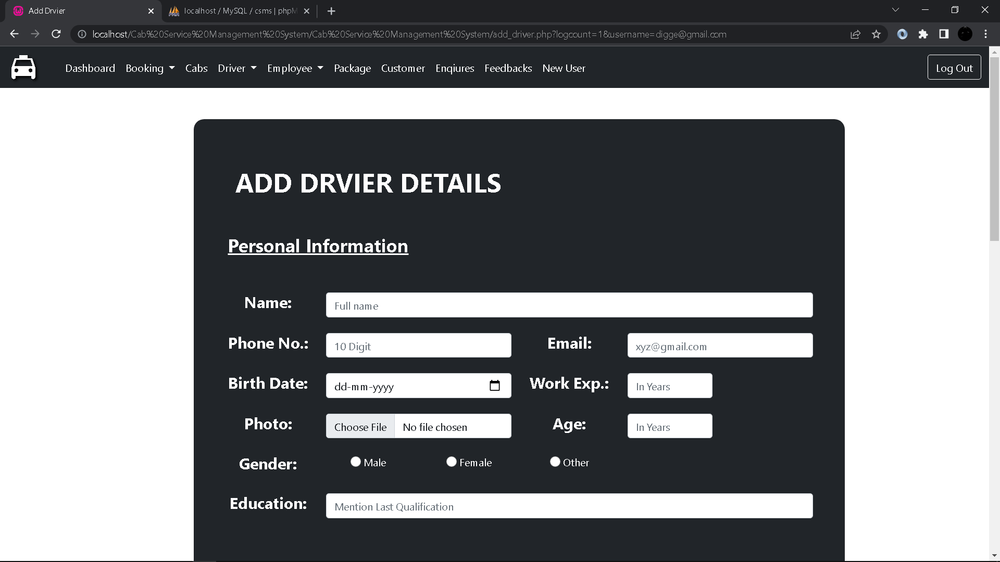 Add Drvier
localhost / MySQL / csms | phpM
localhost/Cab%20Service%20Management%20System/Cab%20Service%20Management%20System/add_driver.php?logcount=1&username=digge@gmail.com
Dashboard Booking Cabs Driver Employee Package Customer Enqiures Feedbacks New User Log Out
ADD DRVIER DETAILS
Personal Information
Name: Full name
Phone No.: 10 Digit Email: xyz@gmail.com
Birth Date: dd-mm-yyyy Work Exp.: In Years
Photo: Choose File No file chosen Age: In Years
Gender: Male Female Other
Education: Mention Last Qualification